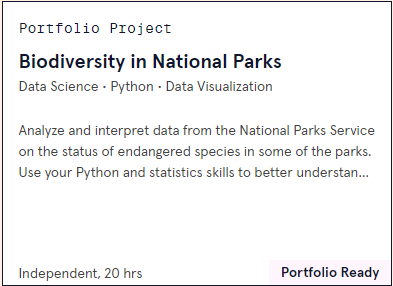 Portfolio Project
Biodiversity in National Parks
Data Science • Python • Data Visualization
Analyze and interpret data from the National Parks Service
on the status of endangered species in some of the parks.
Use your Python and statistics skills to better understan...
Independent, 20 hrs
Portfolio Ready